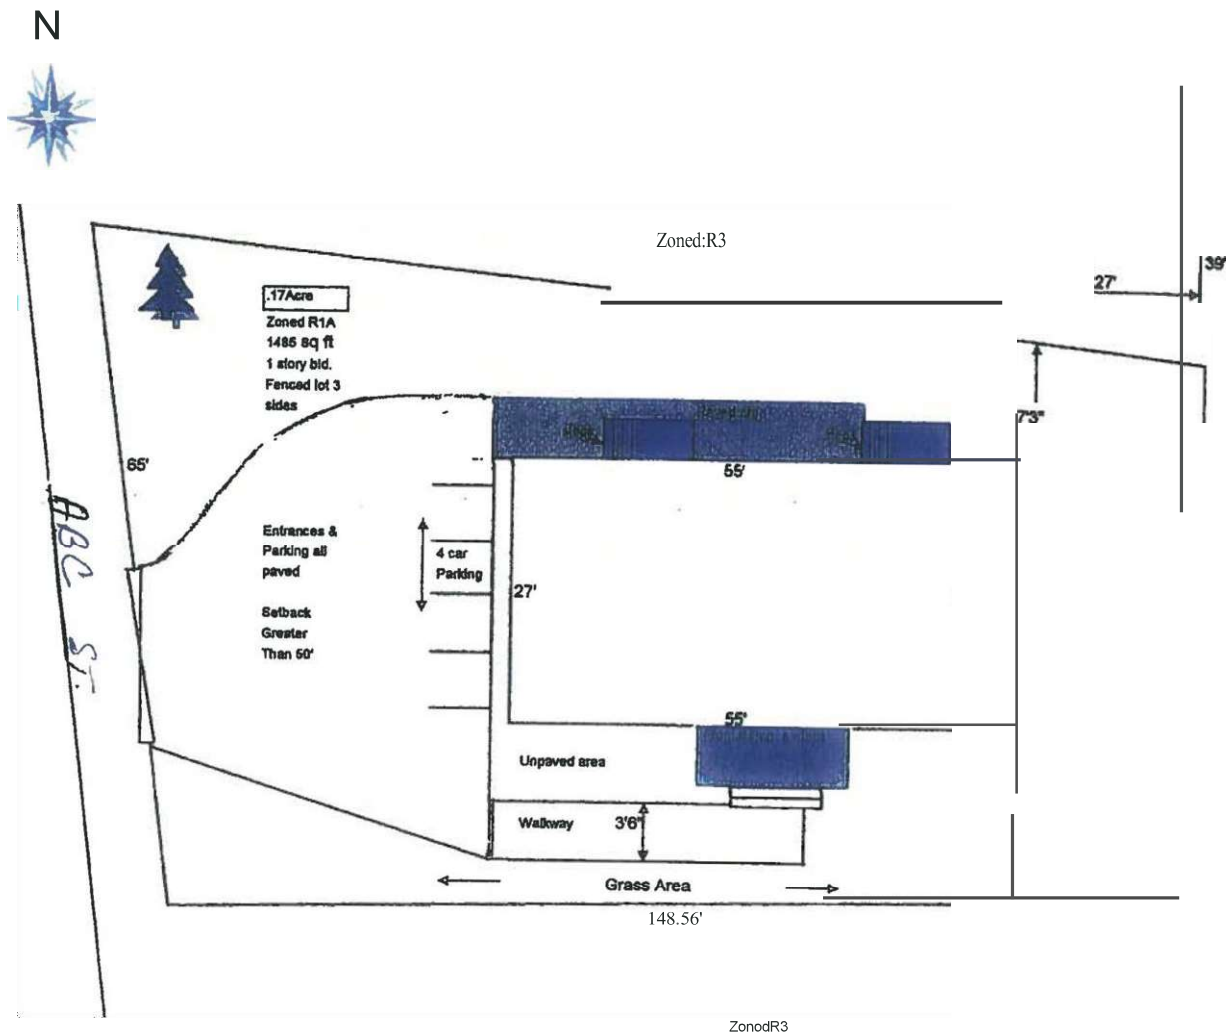 N
Zoned:R3
39'
27'
.17Acre
Zoned R1A
1485 sq ft
1 story bld.
Fenced lot 3
sides
7'3"
65'
55'
ABC ST.
Entrances &
Parking all
paved
4 car
Parking
27'
Setback
Greater
Than 50'
55'
Unpaved area
Walkway
3'6"
Grass Area
148.56'
ZonodR3